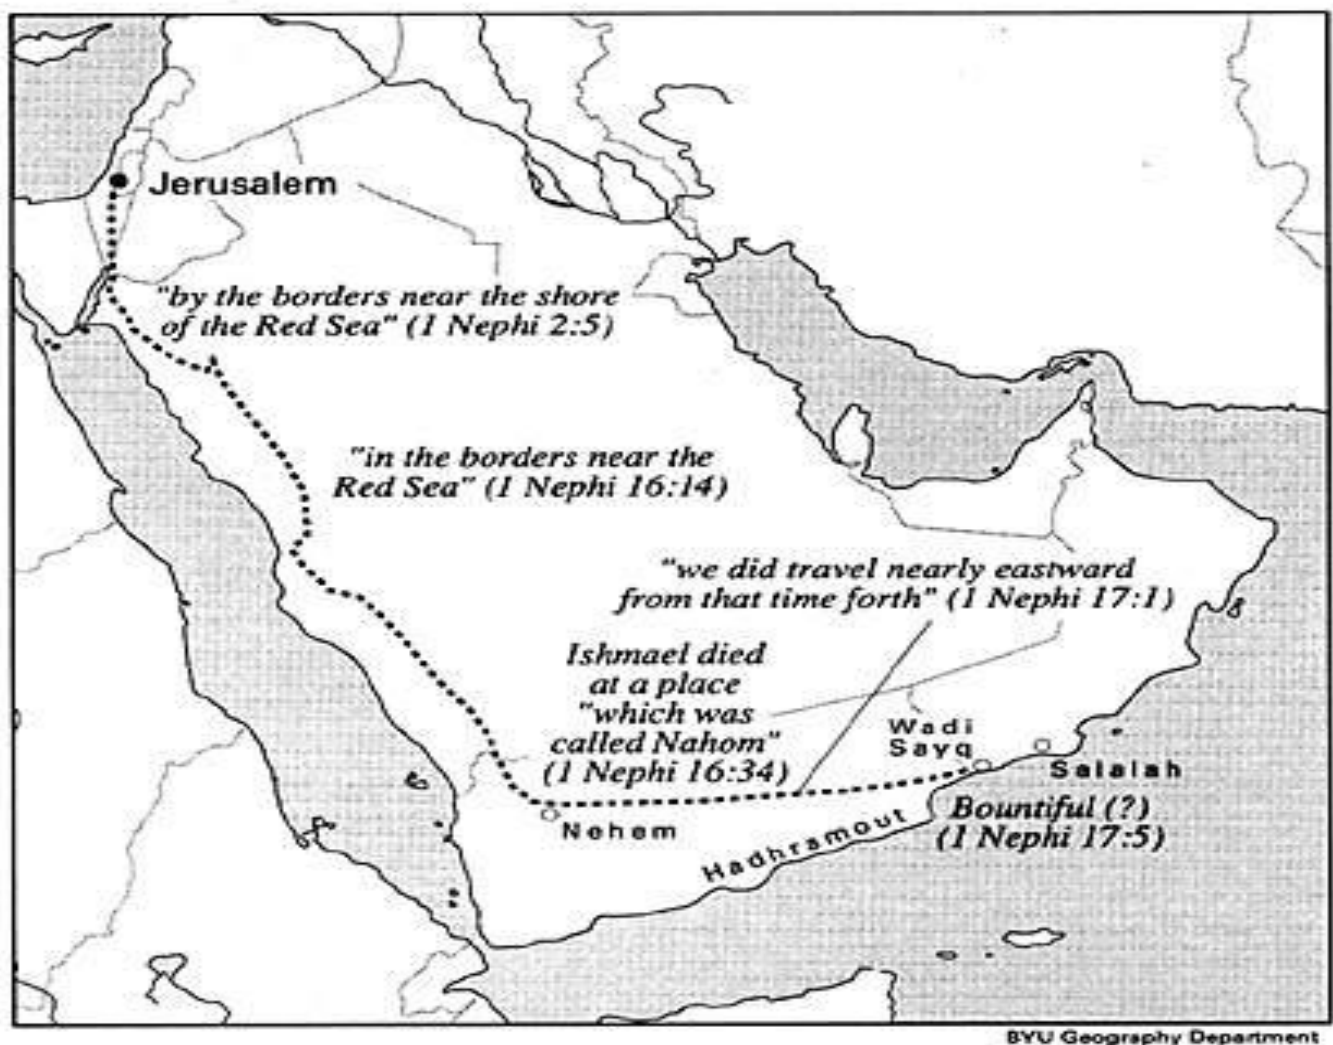 Jerusalem
"by the borders near the shore
of the Red Sea" (1 Nephi 2:5)
"in the borders near the
Red Sea" (1 Nephi 16:14)
"we did travel nearly eastward
from that time forth" (1 Nephi 17:1)
Ishmael died
at a place
"which was
called Nahom"
(1 Nephi 16:34)
Wadi
Sayq
Salalah
Bountiful (?)
(1 Nephi 17:5)
Nehem
Hadhramout
BYU Geography Department